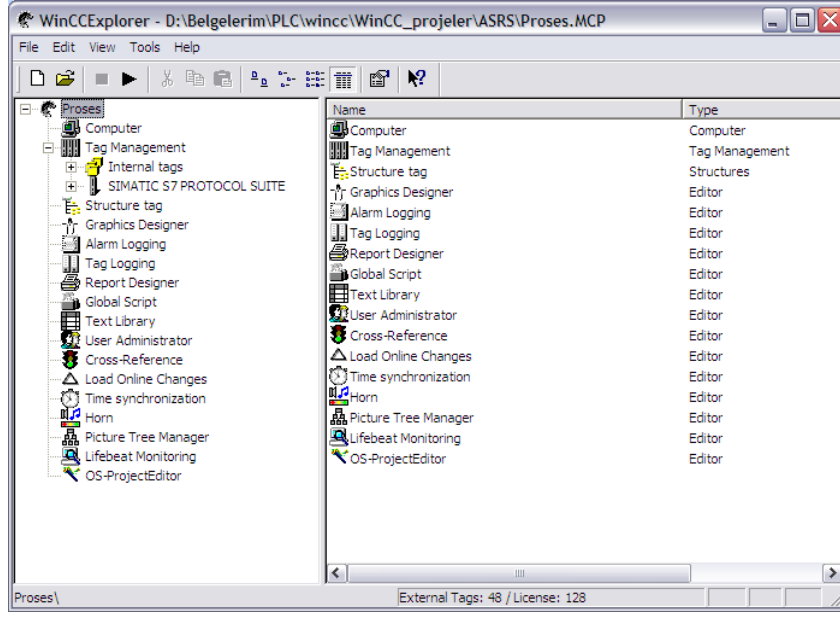 WinCCExplorer - D:\Belgelerim\PLC\wincc\WinCC_projeler\ASRS\Proses.MCP
File Edit View Tools Help
Proses
Computer
Tag Management
Internal tags
SIMATIC S7 PROTOCOL SUITE
Structure tag
Graphics Designer
Alarm Logging
Tag Logging
Report Designer
Global Script
Text Library
User Administrator
Cross-Reference
Load Online Changes
Time synchronization
Horn
Picture Tree Manager
Lifebeat Monitoring
OS-ProjectEditor
Name Type
Computer Computer
Tag Management Tag Management
Structure tag Structures
Graphics Designer Editor
Alarm Logging Editor
Tag Logging Editor
Report Designer Editor
Global Script Editor
Text Library Editor
User Administrator Editor
Cross-Reference Editor
Load Online Changes Editor
Time synchronization Editor
Horn Editor
Picture Tree Manager Editor
Lifebeat Monitoring Editor
OS-ProjectEditor Editor
Proses\ External Tags: 48 / License: 128